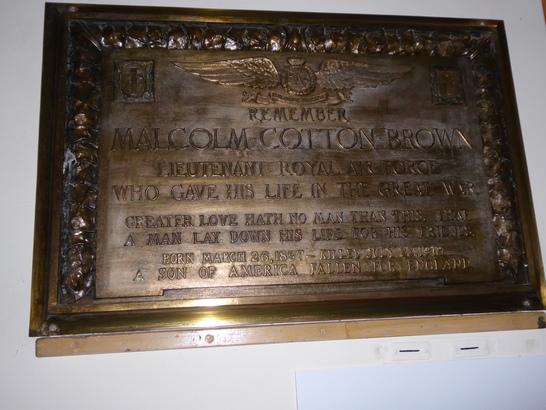 REMEMBER
MALCOLM COTTON BROWN
LIEUTENANT ROYAL AIR FORCE
WHO GAVE HIS LIFE IN THE GREAT WAR
GREATER LOVE HATH NO MAN THAN THIS, THAT
A MAN LAY DOWN HIS LIFE FOR HIS FRIENDS
BORN MARCH 26, KILLED
A SON OF AMERICA FALLEN FOR ENGLAND